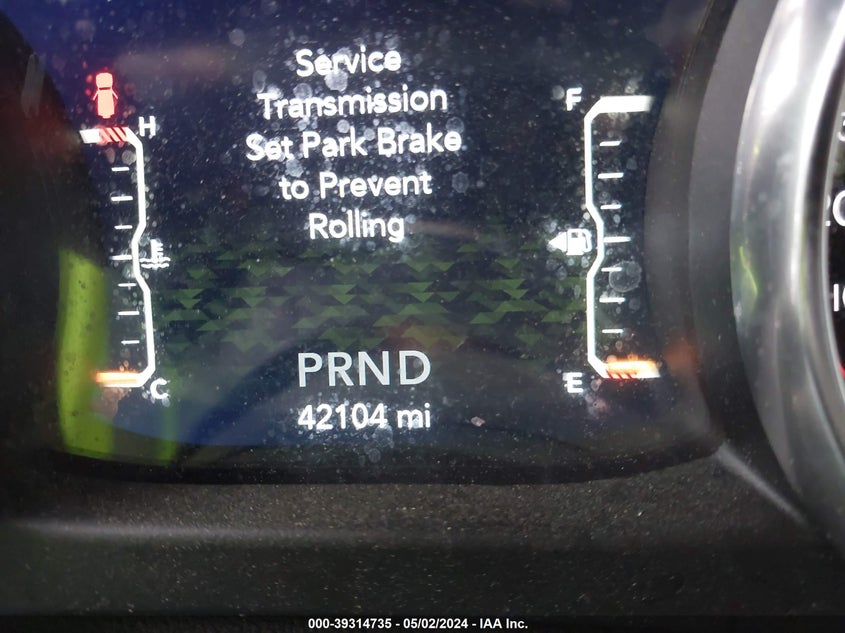 Service
Transmission
Set Park Brake
to Prevent
Rolling
H
F
C
E
PRND
42104 mi
000-39314735 - 05/02/2024 - IAA Inc.